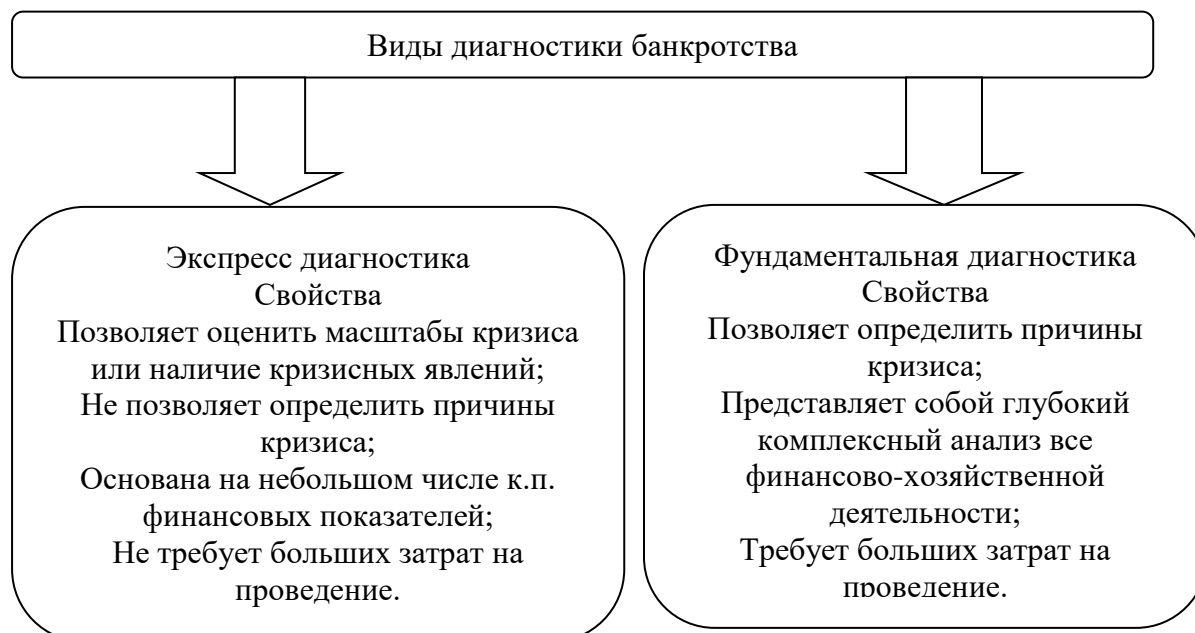 Виды диагностики банкротства
Экспресс диагностика
Свойства
Позволяет оценить масштабы кризиса
или наличие кризисных явлений;
Не позволяет определить причины
кризиса;
Основана на небольшом числе к.п.
финансовых показателей;
Не требует больших затрат на
проведение.
Фундаментальная диагностика
Свойства
Позволяет определить причины
кризиса;
Представляет собой глубокий
комплексный анализ все
финансово-хозяйственной
деятельности;
Требует больших затрат на
проведение.